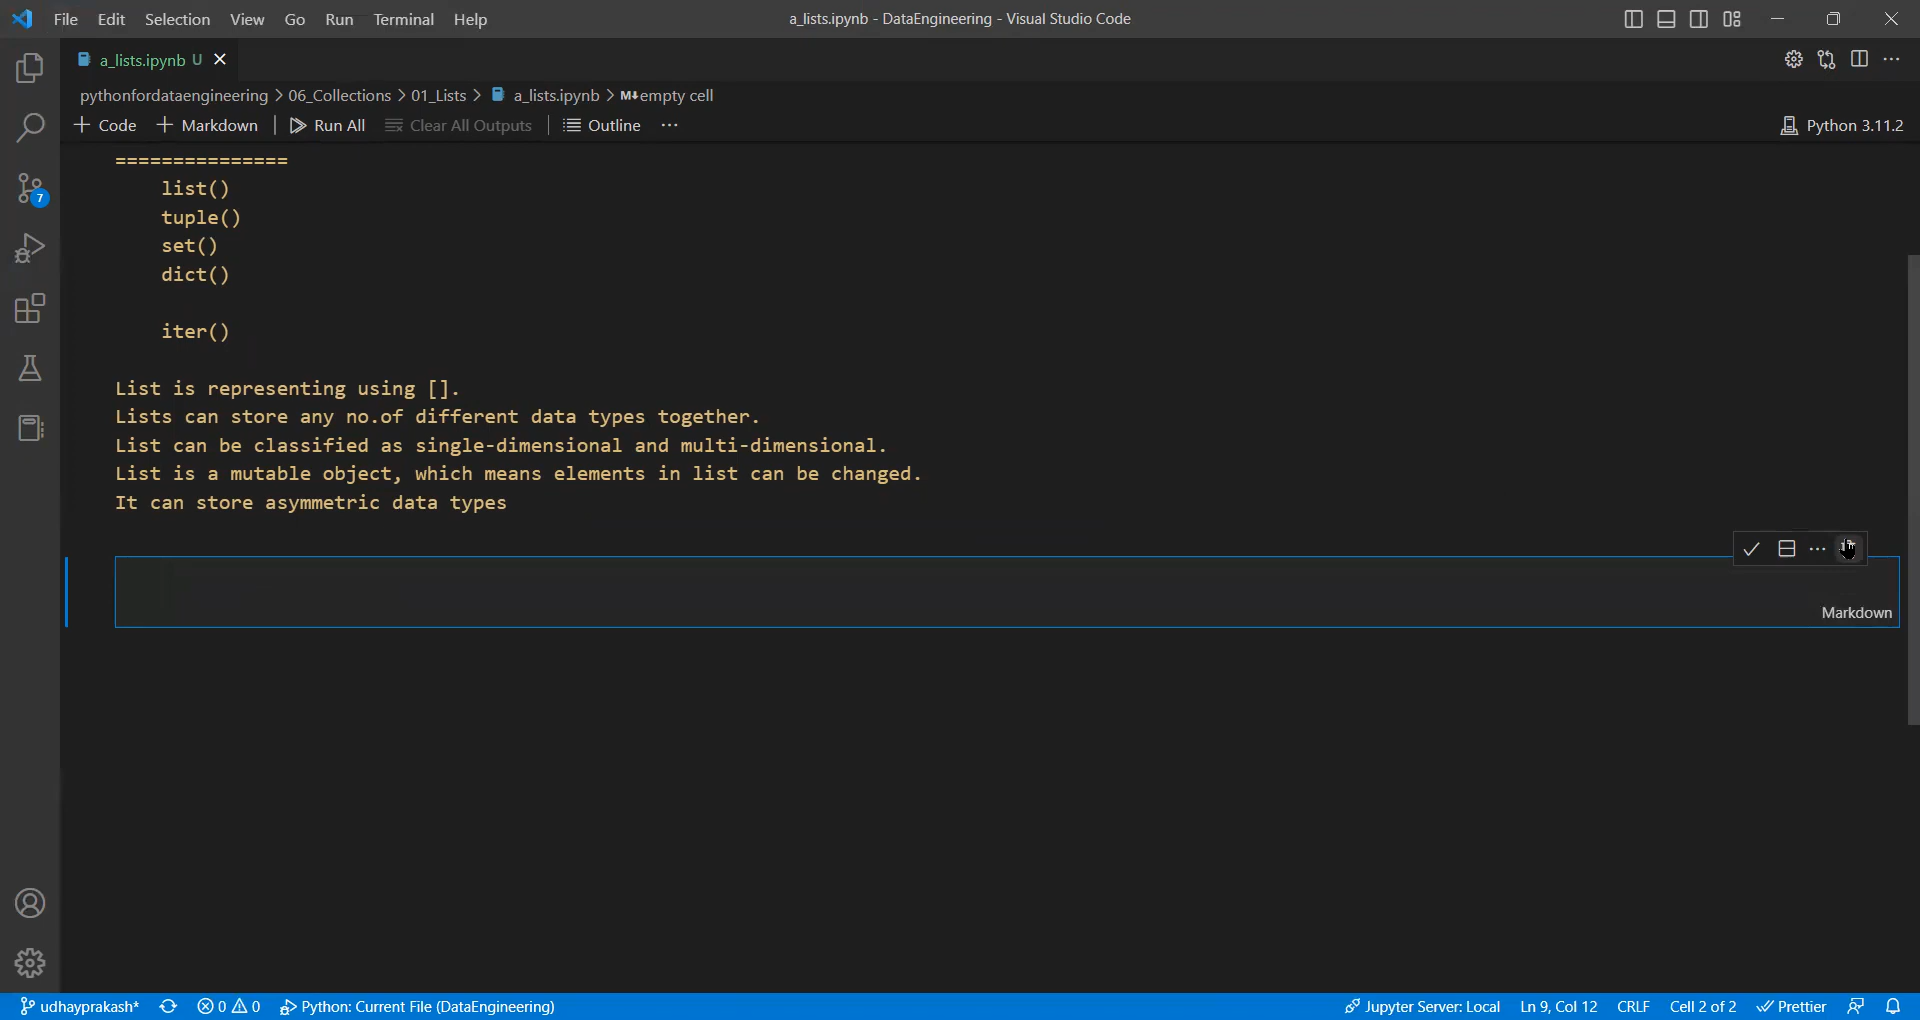 File Edit Selection View Go Run Terminal Help
a_lists.ipynb - DataEngineering - Visual Studio Code
a_lists.ipynb U
pythonfordataengineering > 06_Collections > 01_Lists > a_lists.ipynb > M↓empty cell
+ Code + Markdown Run All Clear All Outputs Outline ...
Python 3.11.2
===============
list()
tuple()
set()
dict()
iter()
List is representing using [].
Lists can store any no.of different data types together.
List can be classified as single-dimensional and multi-dimensional.
List is a mutable object, which means elements in list can be changed.
It can store asymmetric data types
Markdown
7
udhayprakash* 0 0 Python: Current File (DataEngineering)
Jupyter Server: Local Ln 9, Col 12 CRLF Cell 2 of 2 Prettier